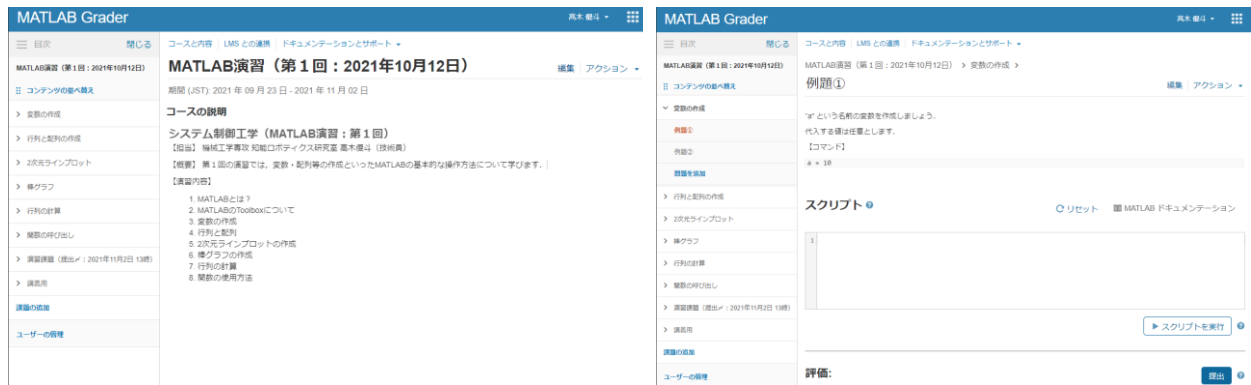 MATLAB Grader
高木 優斗
目次
閉じる
MATLAB演習（第１回：2021年10月12日）
コンテンツの並べ替え
変数の作成
行列と配列の作成
2次元ラインプロット
棒グラフ
行列の計算
関数の呼び出し
演習課題（提出〆：2021年11月2日 13時）
講義用
課題の追加
ユーザーの管理
コースと内容 | LMS との連携 | ドキュメンテーションとサポート
MATLAB演習（第１回：2021年10月12日）
編集 アクション
期間 (JST): 2021 年 09 月 23 日 - 2021 年 11 月 02 日
コースの説明
システム制御工学（MATLAB演習：第１回）
【担当】 機械工学専攻 知能ロボティクス研究室 高木優斗（技術員）
【概要】 第１回の演習では，変数・配列等の作成といったMATLABの基本的な操作方法について学びます．
【演習内容】
1. MATLABとは？
2. MATLABのToolboxについて
3. 変数の作成
4. 行列と配列
5. 2次元ラインプロットの作成
6. 棒グラフの作成
7. 行列の計算
8. 関数の使用方法
MATLAB Grader
高木 優斗
目次
閉じる
MATLAB演習（第１回：2021年10月12日）
コンテンツの並べ替え
変数の作成
例題①
例題②
問題を追加
行列と配列の作成
2次元ラインプロット
棒グラフ
行列の計算
関数の呼び出し
演習課題（提出〆：2021年11月2日 13時）
講義用
課題の追加
ユーザーの管理
コースと内容 | LMS との連携 | ドキュメンテーションとサポート
MATLAB演習（第１回：2021年10月12日） > 変数の作成 >
例題①
編集 アクション
"a" という名前の変数を作成しましょう．
代入する値は任意とします．
【コマンド】
a = 10
スクリプト
リセット
MATLAB ドキュメンテーション
1
スクリプトを実行
評価:
提出